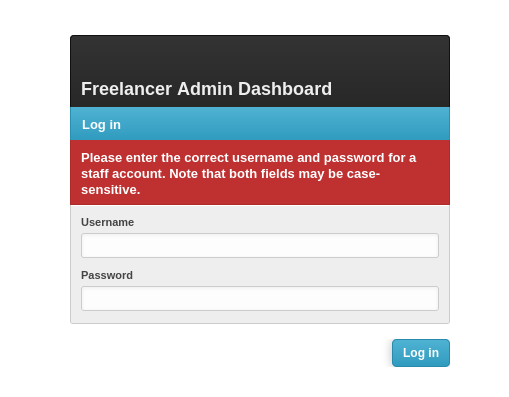 Freelancer Admin Dashboard
Log in
Please enter the correct username and password for a
staff account. Note that both fields may be case-
sensitive.
Username
Password
Log in